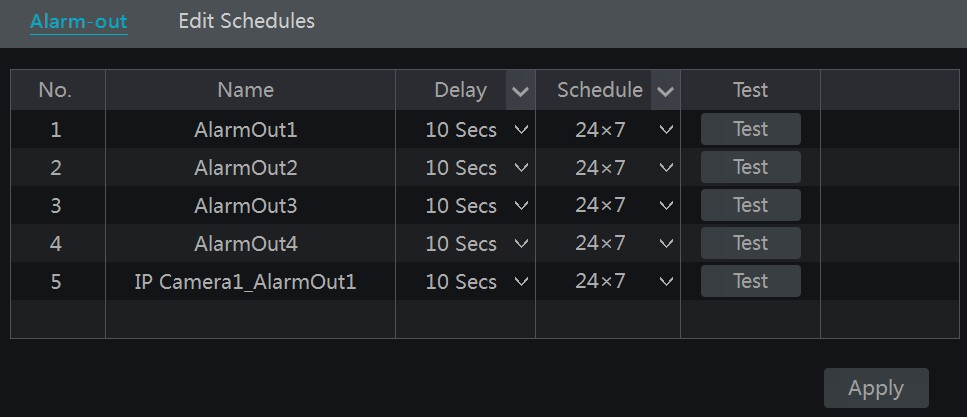 Alarm-out Edit Schedules
No. Name Delay Schedule Test
1 AlarmOut1 10 Secs 24×7 Test
2 AlarmOut2 10 Secs 24×7 Test
3 AlarmOut3 10 Secs 24×7 Test
4 AlarmOut4 10 Secs 24×7 Test
5 IP Camera1_AlarmOut1 10 Secs 24×7 Test
Apply